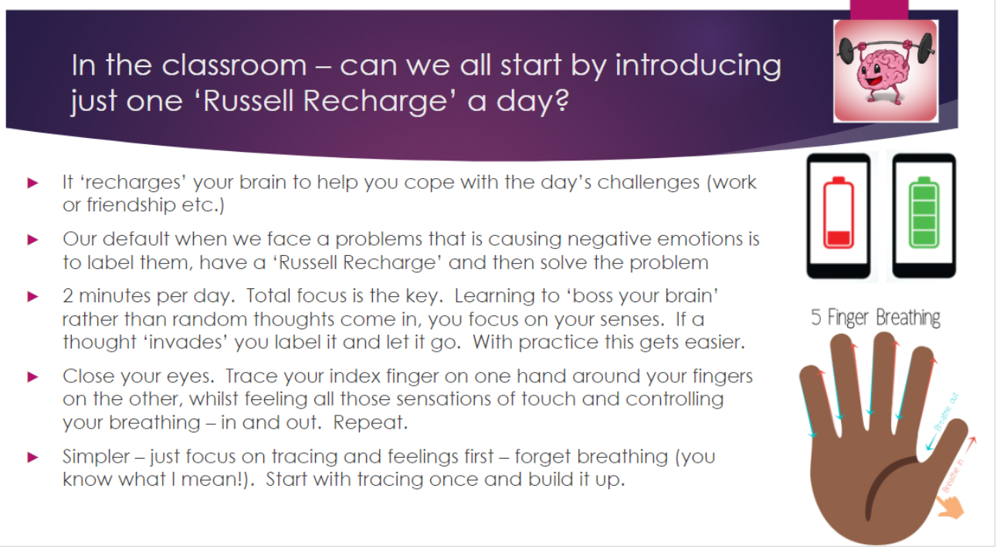 In the classroom – can we all start by introducing
just one ‘Russell Recharge’ a day?
It ‘recharges’ your brain to help you cope with the day’s challenges (work
or friendship etc.)
Our default when we face a problems that is causing negative emotions is
to label them, have a ‘Russell Recharge’ and then solve the problem
2 minutes per day.  Total focus is the key.  Learning to ‘boss your brain’
rather than random thoughts come in, you focus on your senses.  If a
thought ‘invades’ you label it and let it go.  With practice this gets easier.
Close your eyes.  Trace your index finger on one hand around your fingers
on the other, whilst feeling all those sensations of touch and controlling
your breathing – in and out.  Repeat.
Simpler – just focus on tracing and feelings first – forget breathing (you
know what I mean!).  Start with tracing once and build it up.
5 Finger Breathing
Breathe out
Breathe in